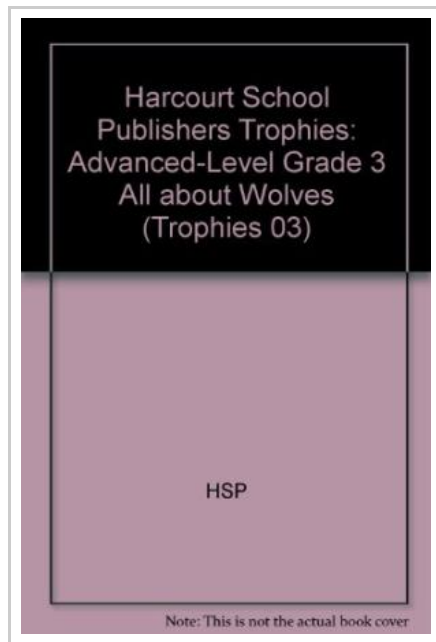 Harcourt School
Publishers Trophies:
Advanced-Level Grade 3
All about Wolves
(Trophies 03)
HSP
Note: This is not the actual book cover